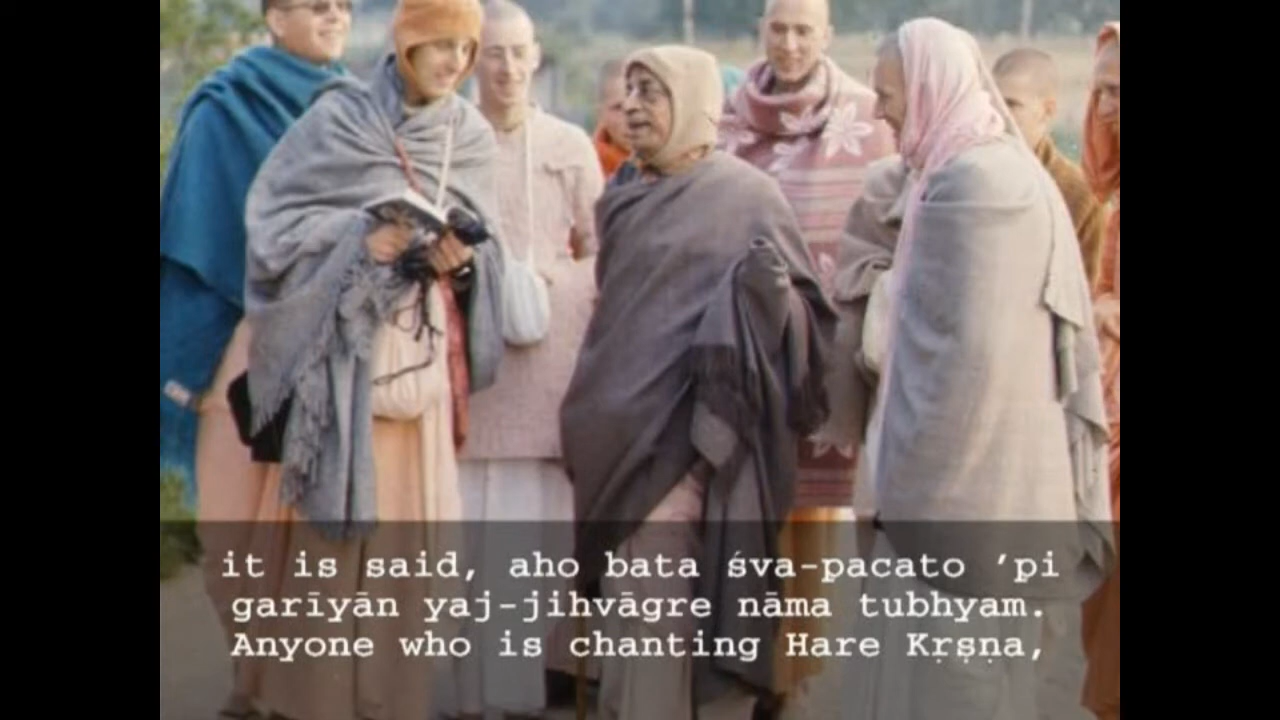 it is said, aho bata śva-pacato ’pi
garīyān yaj-jihvāgre nāma tubhyam.
Anyone who is chanting Hare Kṛṣṇa,